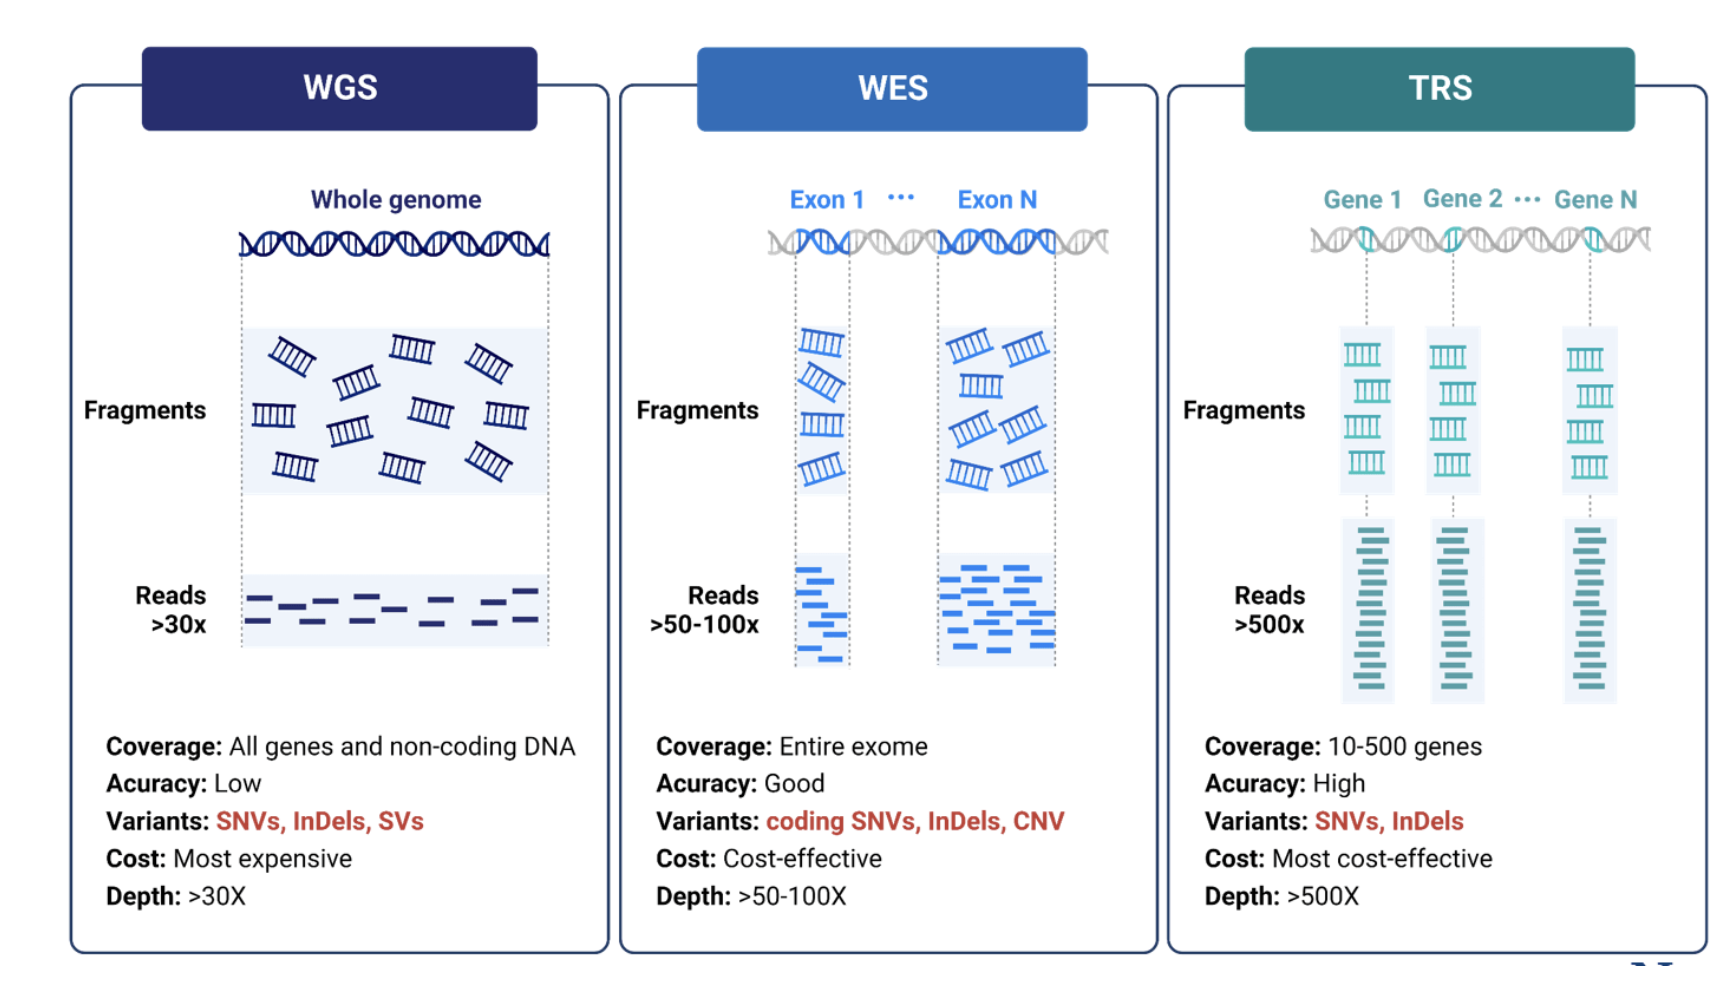 WGS
Whole genome
Fragments
Reads
>30x
Coverage: All genes and non-coding DNA
Acuracy: Low
Variants: SNVs, InDels, SVs
Cost: Most expensive
Depth: >30X
WES
Exon 1 ... Exon N
Fragments
Reads
>50-100x
Coverage: Entire exome
Acuracy: Good
Variants: coding SNVs, InDels, CNV
Cost: Cost-effective
Depth: >50-100X
TRS
Gene 1 Gene 2 ... Gene N
Fragments
Reads
>500x
Coverage: 10-500 genes
Acuracy: High
Variants: SNVs, InDels
Cost: Most cost-effective
Depth: >500X